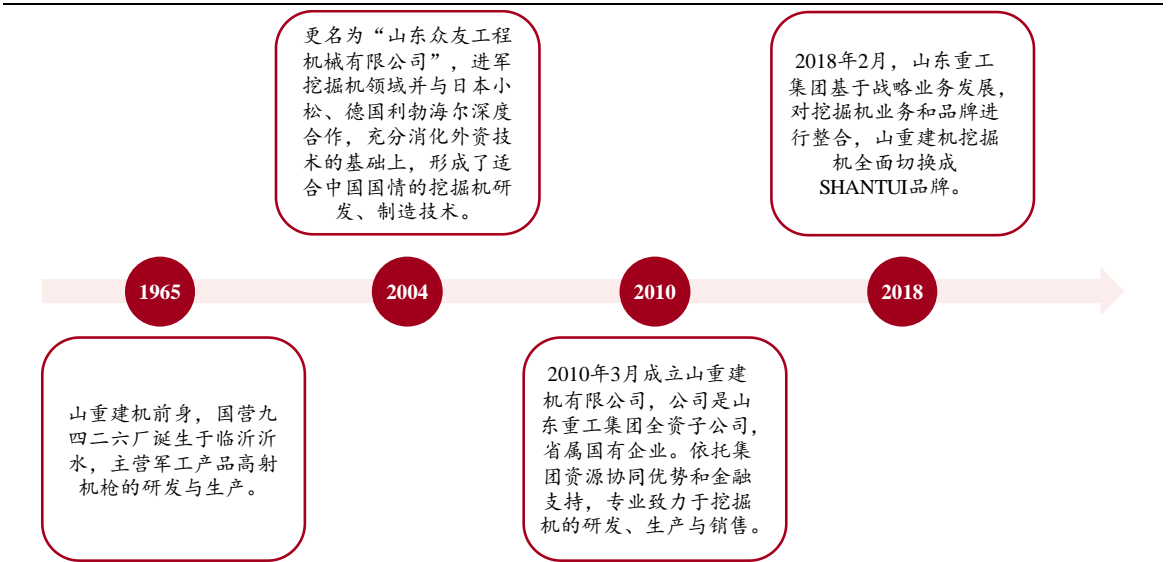 更名为“山东众友工程
机械有限公司”，进军
挖掘机领域并与日本小
松、德国利勃海尔深度
合作，充分消化外资技
术的基础上，形成了适
合中国国情的挖掘机研
发、制造技术。
2018年2月，山东重工
集团基于战略业务发展，
对挖掘机业务和品牌进
行整合，山重建机挖掘
机全面切换成
SHANTUI品牌。
1965
2004
2010
2018
山重建机前身，国营九
四二六厂诞生于临沂沂
水，主营军工产品高射
机枪的研发与生产。
2010年3月成立山重建
机有限公司，公司是山
东重工集团全资子公司，
省属国有企业。依托集
团资源协同优势和金融
支持，专业致力于挖掘
机的研发、生产与销售。